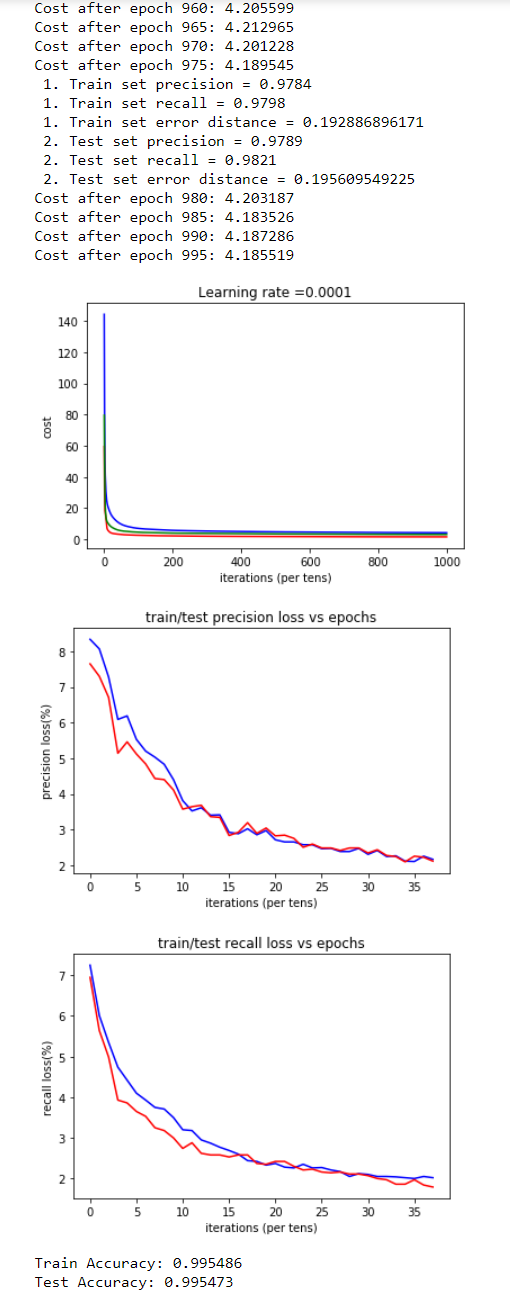 Cost after epoch 960: 4.205599
Cost after epoch 965: 4.212965
Cost after epoch 970: 4.201228
Cost after epoch 975: 4.189545
1. Train set precision = 0.9784
1. Train set recall = 0.9798
1. Train set error distance = 0.192886896171
2. Test set precision = 0.9789
2. Test set recall = 0.9821
2. Test set error distance = 0.195609549225
Cost after epoch 980: 4.203187
Cost after epoch 985: 4.183526
Cost after epoch 990: 4.187286
Cost after epoch 995: 4.185519
Learning rate =0.0001
140
120
100
80
60
40
20
0
cost
0 200 400 600 800 1000
iterations (per tens)
train/test precision loss vs epochs
8
7
6
5
4
3
2
precision loss(%)
0 5 10 15 20 25 30 35
iterations (per tens)
train/test recall loss vs epochs
7
6
5
4
3
2
recall loss(%)
0 5 10 15 20 25 30 35
iterations (per tens)
Train Accuracy: 0.995486
Test Accuracy: 0.995473